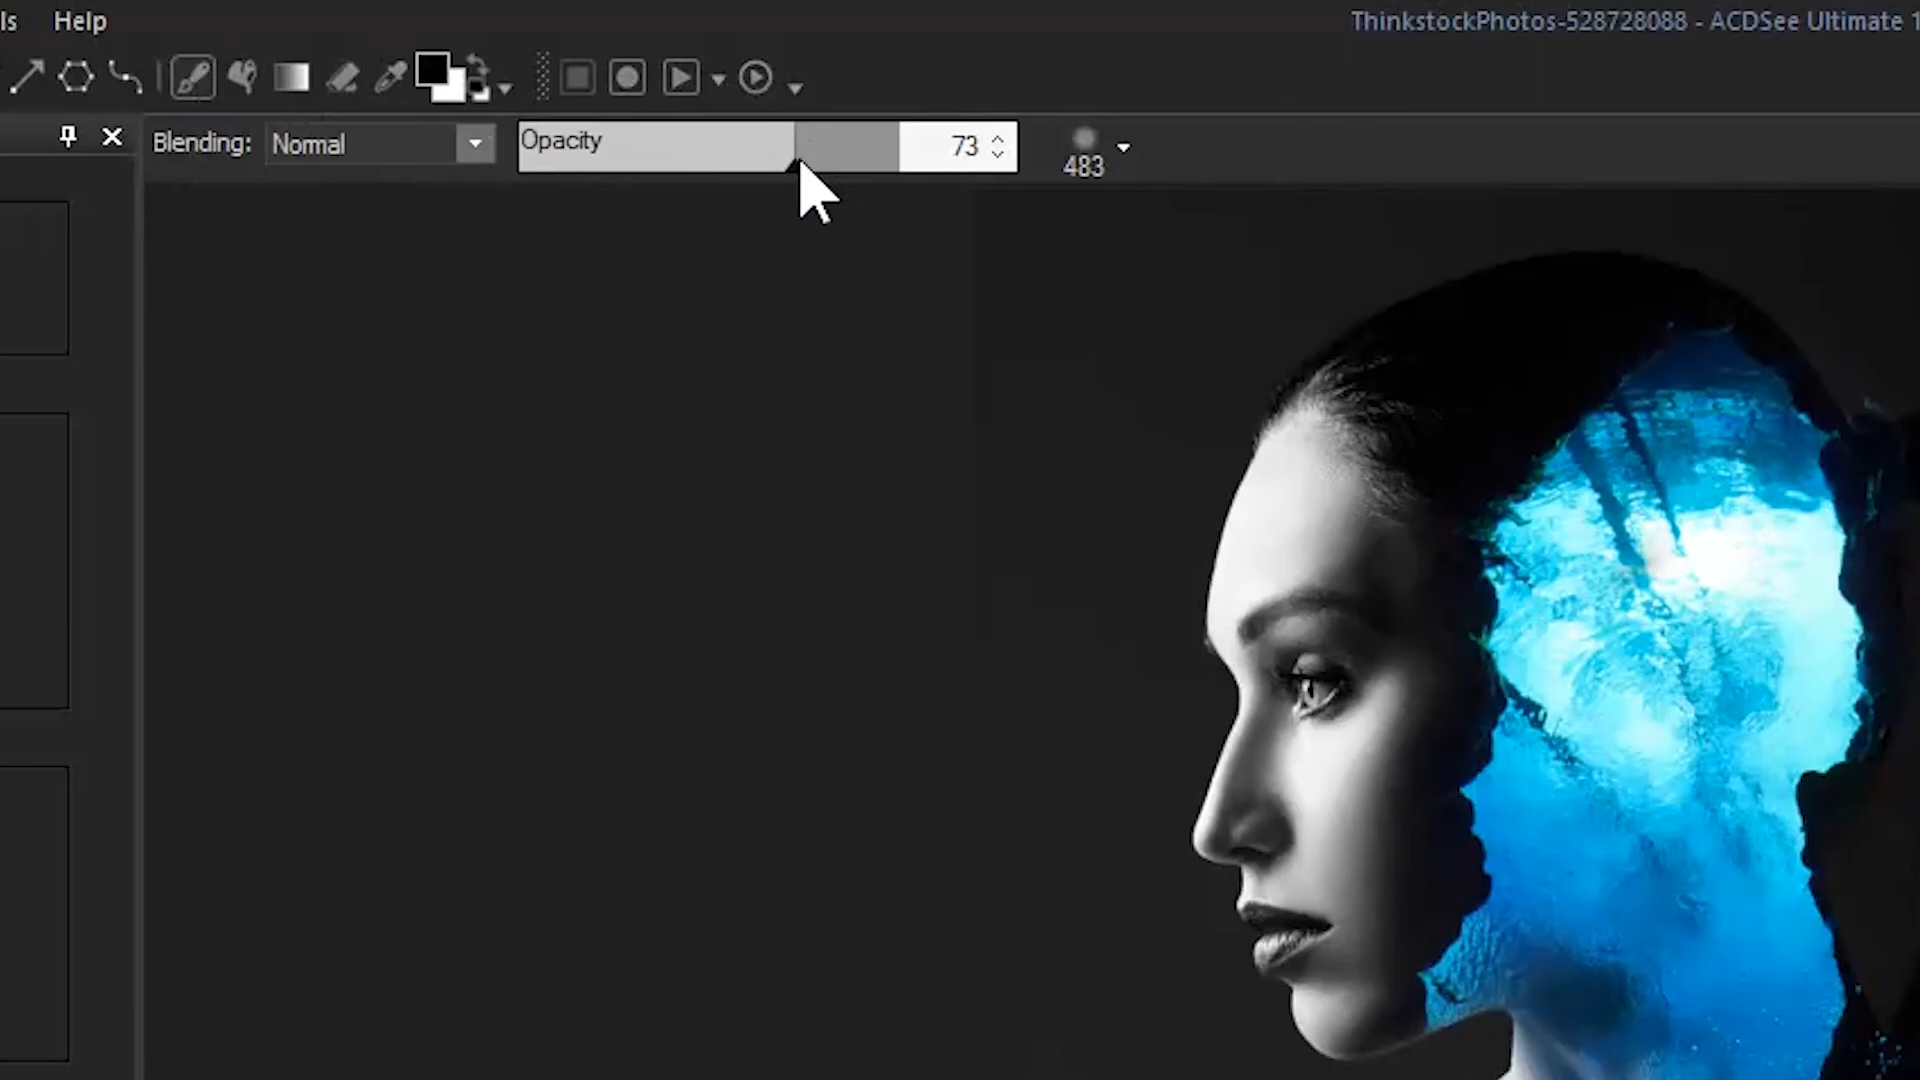 ls Help
ThinkstockPhotos-528728088 - ACDSee Ultimate 1
Blending: Normal Opacity 73
483